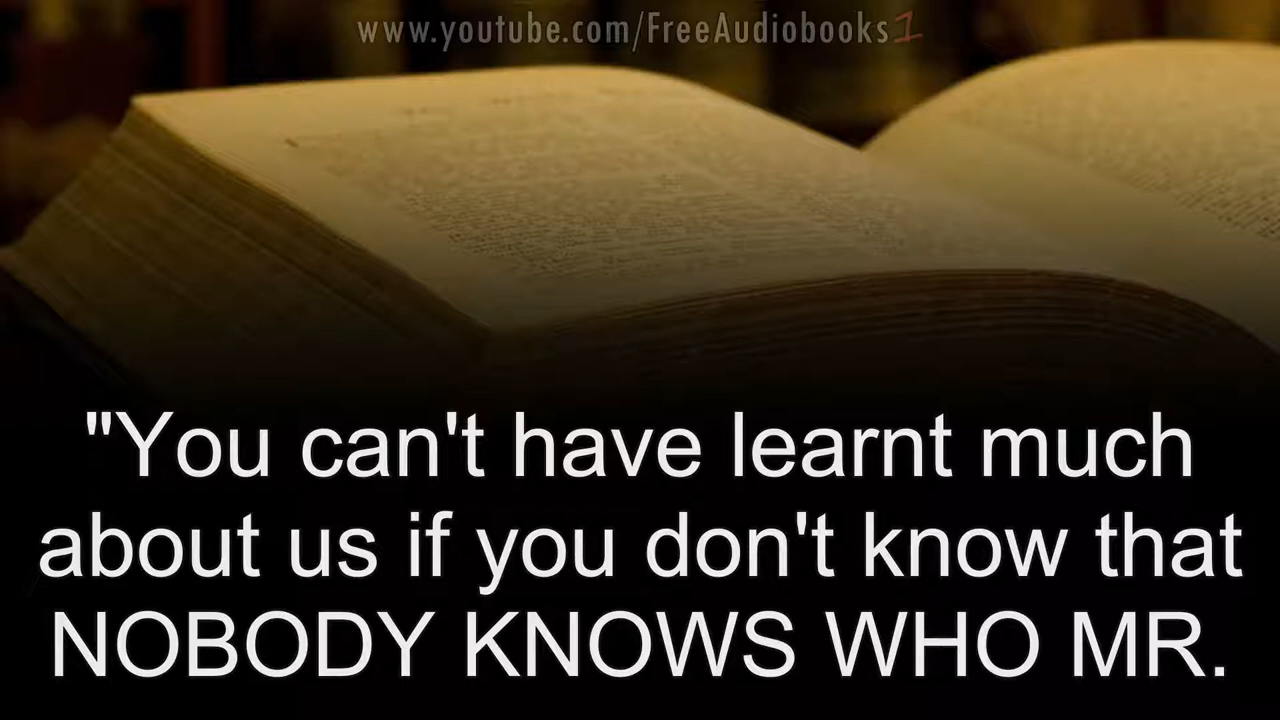 www.youtube.com/FreeAudiobooks1
"You can't have learnt much
about us if you don't know that
NOBODY KNOWS WHO MR.